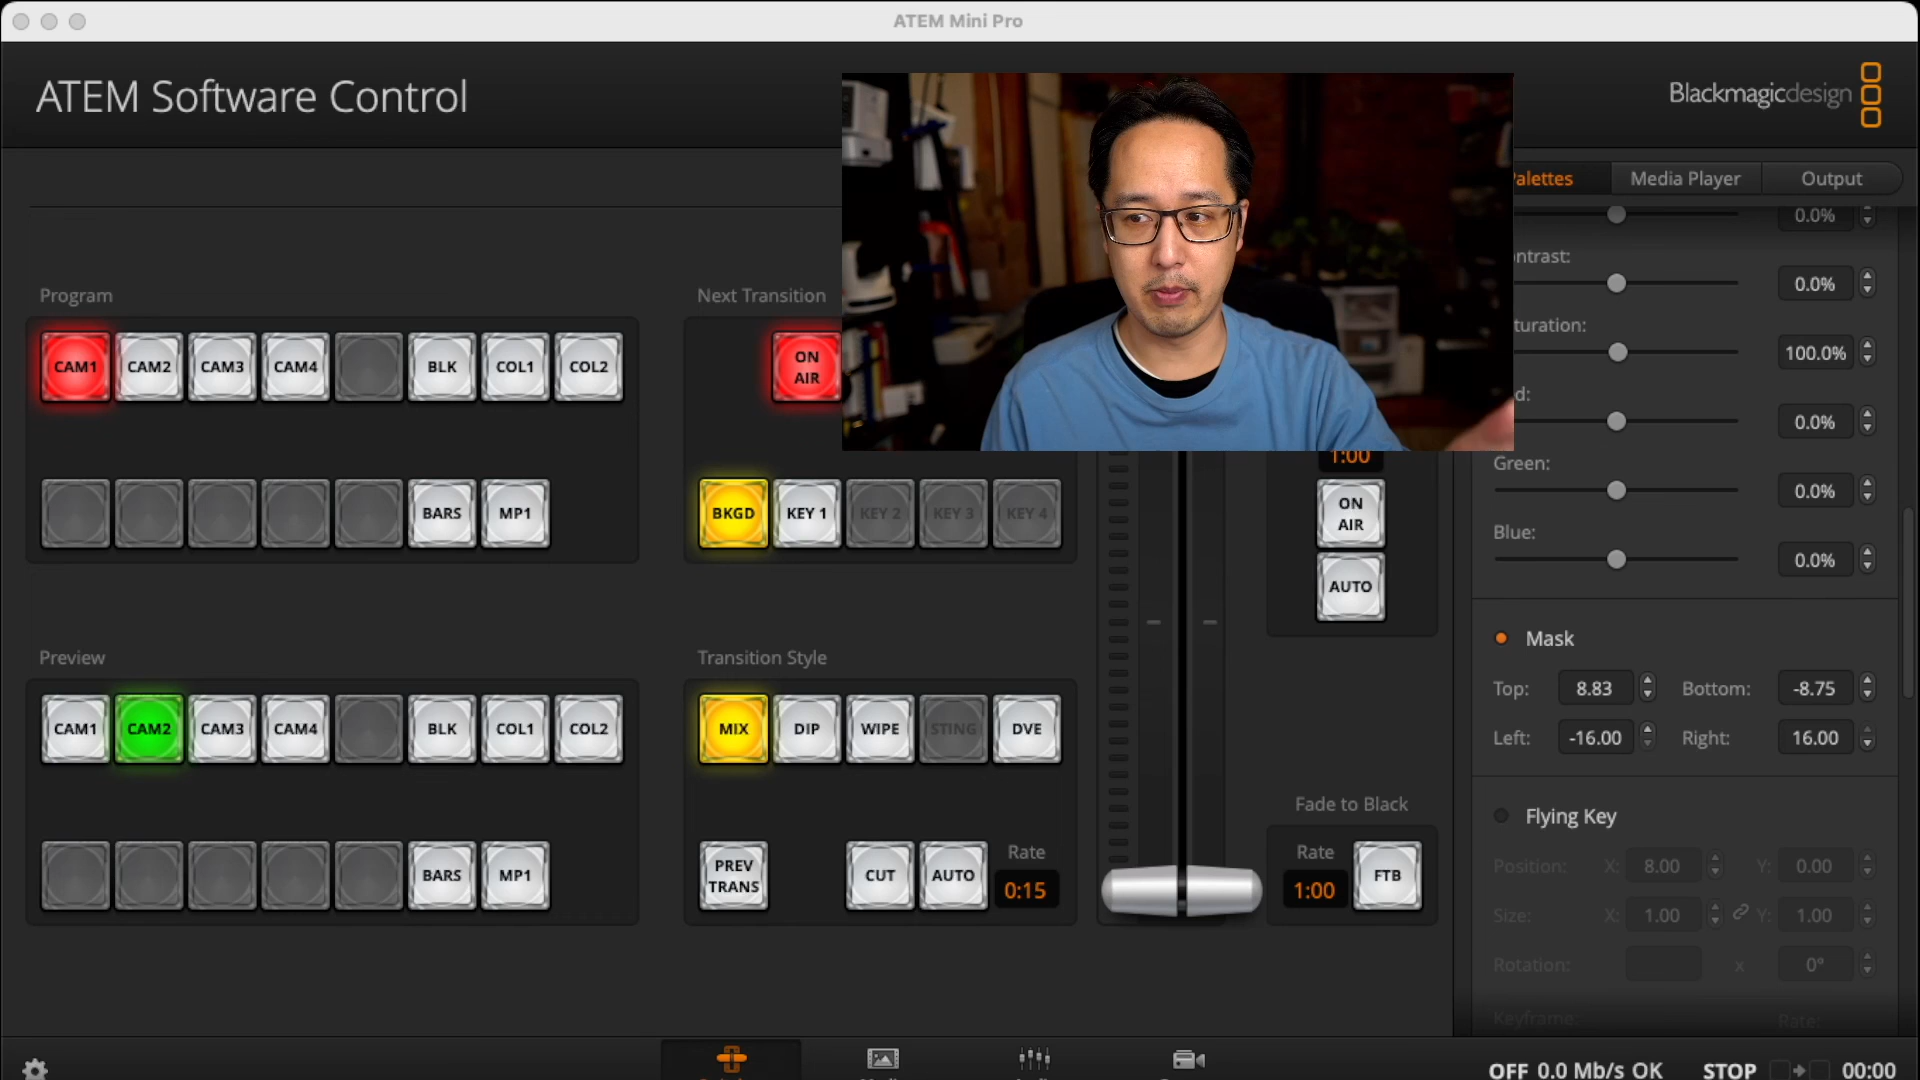 ATEM Mini Pro
ATEM Software Control
Blackmagicdesign
Media Player
Output
0.0%
0.0%
100.0%
0.0%
Green:
0.0%
Blue:
0.0%
Program
CAM1 CAM2 CAM3 CAM4 BLK COL1 COL2
BARS MP1
Next Transition
ON
AIR
BKGD KEY 1 KEY 2 KEY 3 KEY 4
1:00
ON
AIR
AUTO
Preview
CAM1 CAM2 CAM3 CAM4 BLK COL1 COL2
BARS MP1
Transition Style
MIX DIP WIPE STING DVE
PREV
TRANS
CUT AUTO
Rate
0:15
Fade to Black
Rate
1:00
FTB
Mask
Top: 8.83 Bottom: -8.75
Left: -16.00 Right: 16.00
Flying Key
Position: X: 8.00 Y: 0.00
Size: X: 1.00 Y: 1.00
Rotation: x 0°
Keyframe: Rate:
OFF 0.0 Mb/s OK STOP 00:00